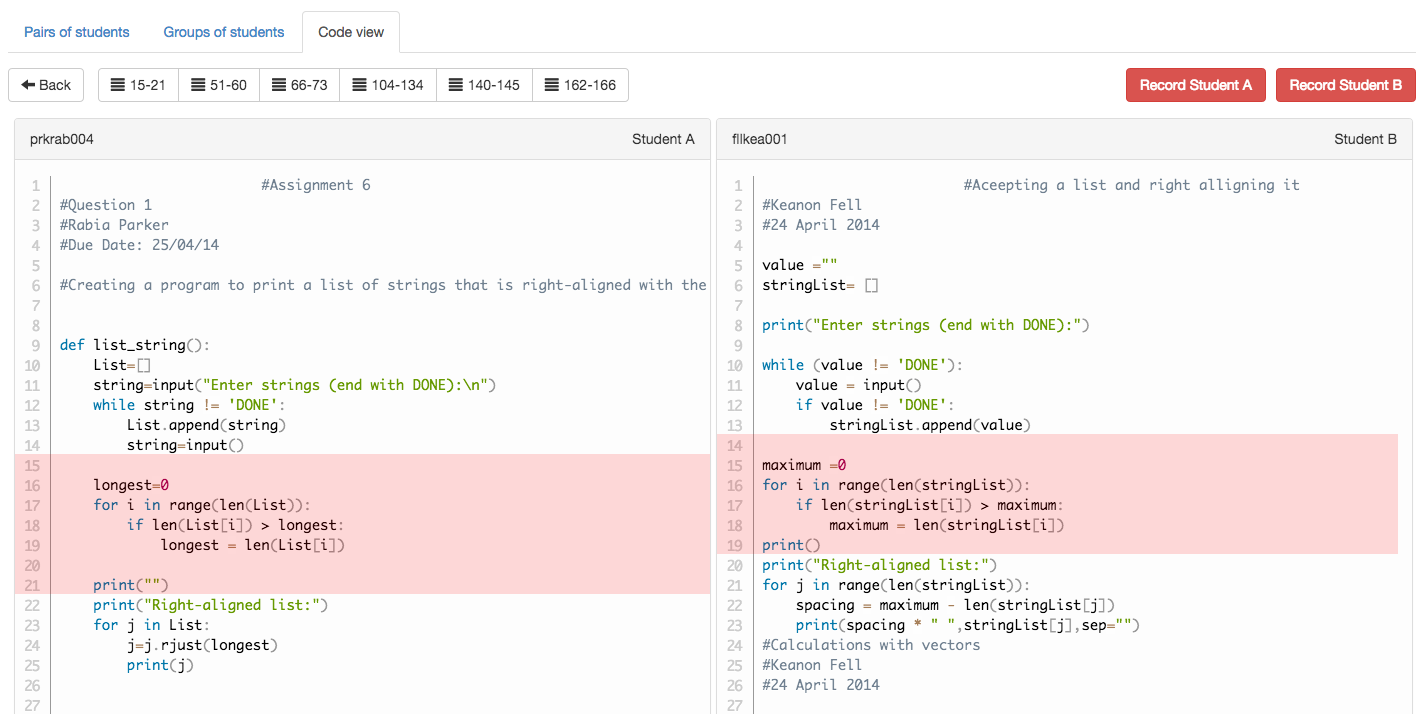 Pairs of students Groups of students Code view
Back 15-21 51-60 66-73 104-134 140-145 162-166 Record Student A Record Student B
prkrab004 Student A
1 #Assignment 6
2 #Question 1
3 #Rabia Parker
4 #Due Date: 25/04/14
5
6 #Creating a program to print a list of strings that is right-aligned with the
7
8
9 def list_string():
10     List=[]
11     string=input("Enter strings (end with DONE):\n")
12     while string != 'DONE':
13         List.append(string)
14         string=input()
15
16     longest=0
17     for i in range(len(List)):
18         if len(List[i]) > longest:
19             longest = len(List[i])
20
21     print("")
22     print("Right-aligned list:")
23     for j in List:
24         j=j.rjust(longest)
25         print(j)
26
27
fllkea001 Student B
1 #Aceepting a list and right alligning it
2 #Keanon Fell
3 #24 April 2014
4
5 value =""
6 stringList= []
7
8 print("Enter strings (end with DONE):")
9
10 while (value != 'DONE'):
11     value = input()
12     if value != 'DONE':
13         stringList.append(value)
14
15 maximum =0
16 for i in range(len(stringList)):
17     if len(stringList[i]) > maximum:
18         maximum = len(stringList[i])
19 print()
20 print("Right-aligned list:")
21 for j in range(len(stringList)):
22     spacing = maximum - len(stringList[j])
23     print(spacing * " ",stringList[j],sep="")
24 #Calculations with vectors
25 #Keanon Fell
26 #24 April 2014
27